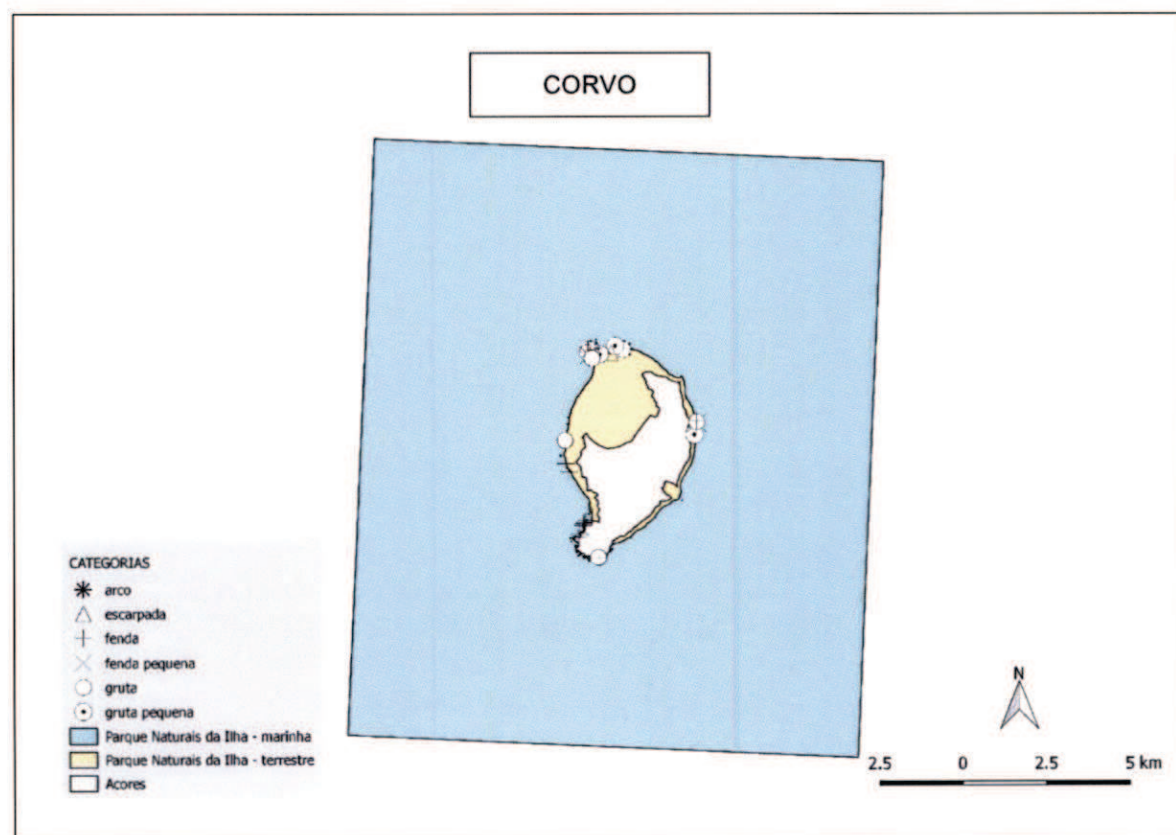 CORVO
CATEGORIAS
arco
escarpada
fenda
fenda pequena
gruta
gruta pequena
Parque Naturais da Ilha - marinha
Parque Naturais da Ilha - terrestre
Acores
N
2.5 0 2.5 5 km